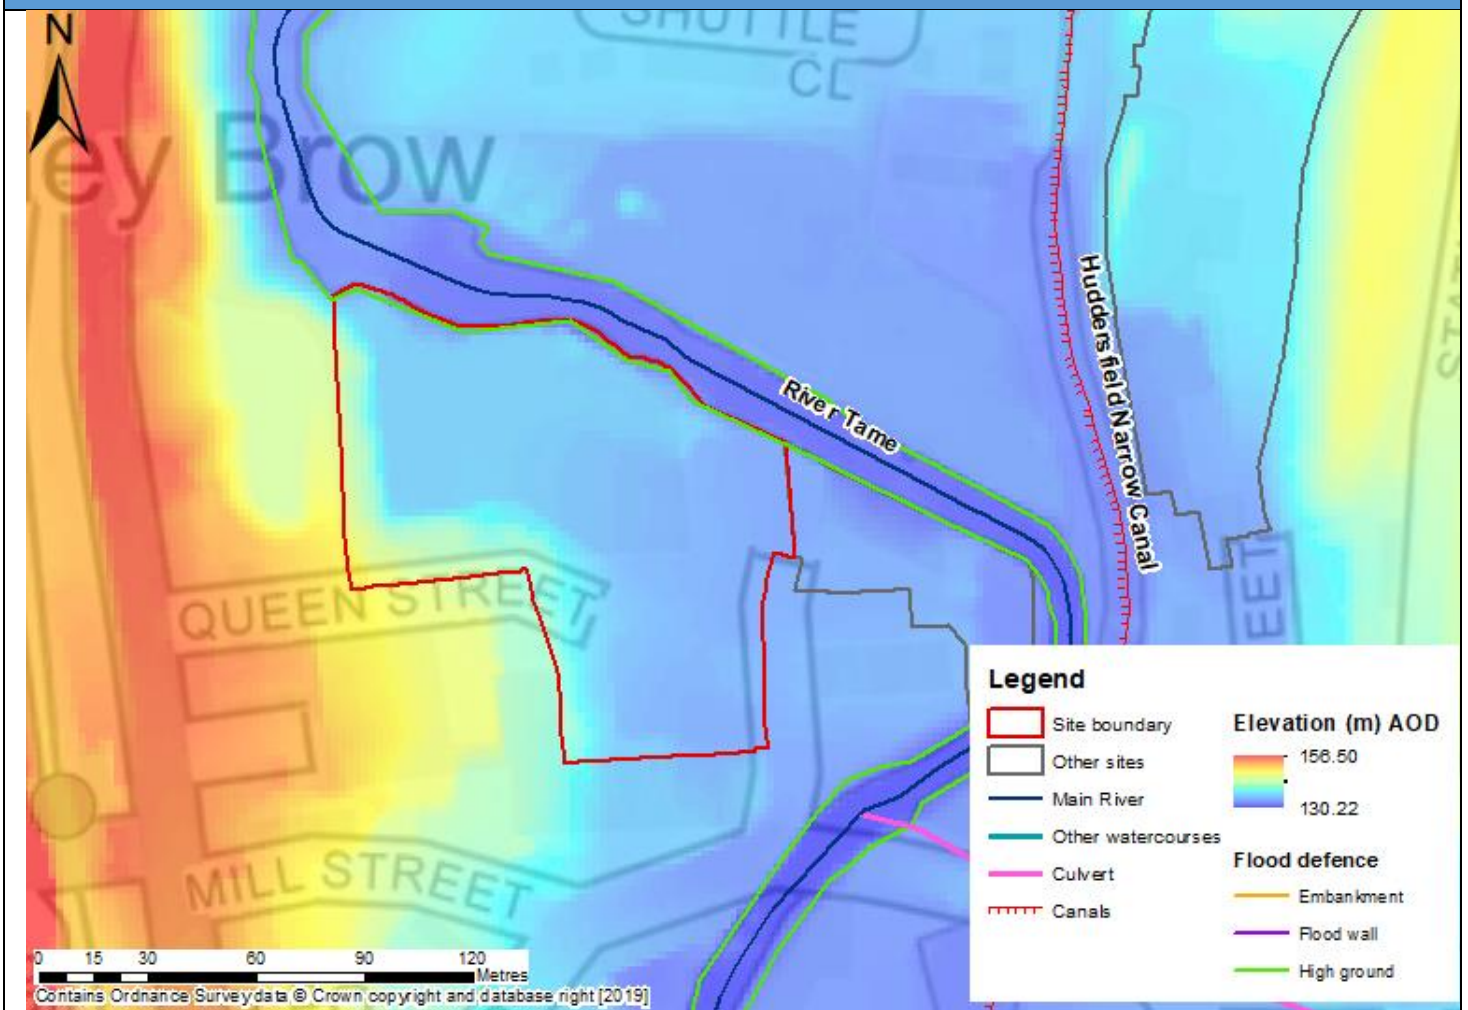 N
SHUTTLE
CL
ley Brow
Huddersfield Narrow Canal
River Tame
QUEEN STREET
EET
MILL STREET
Legend
Site boundary
Other sites
Main River
Other watercourses
Culvert
Canals
Elevation (m) AOD
156.50
130.22
Flood defence
Embankment
Flood wall
High ground
0 15 30 60 90 120
Metres
Contains Ordnance Survey data © Crown copyright and database right [2019]